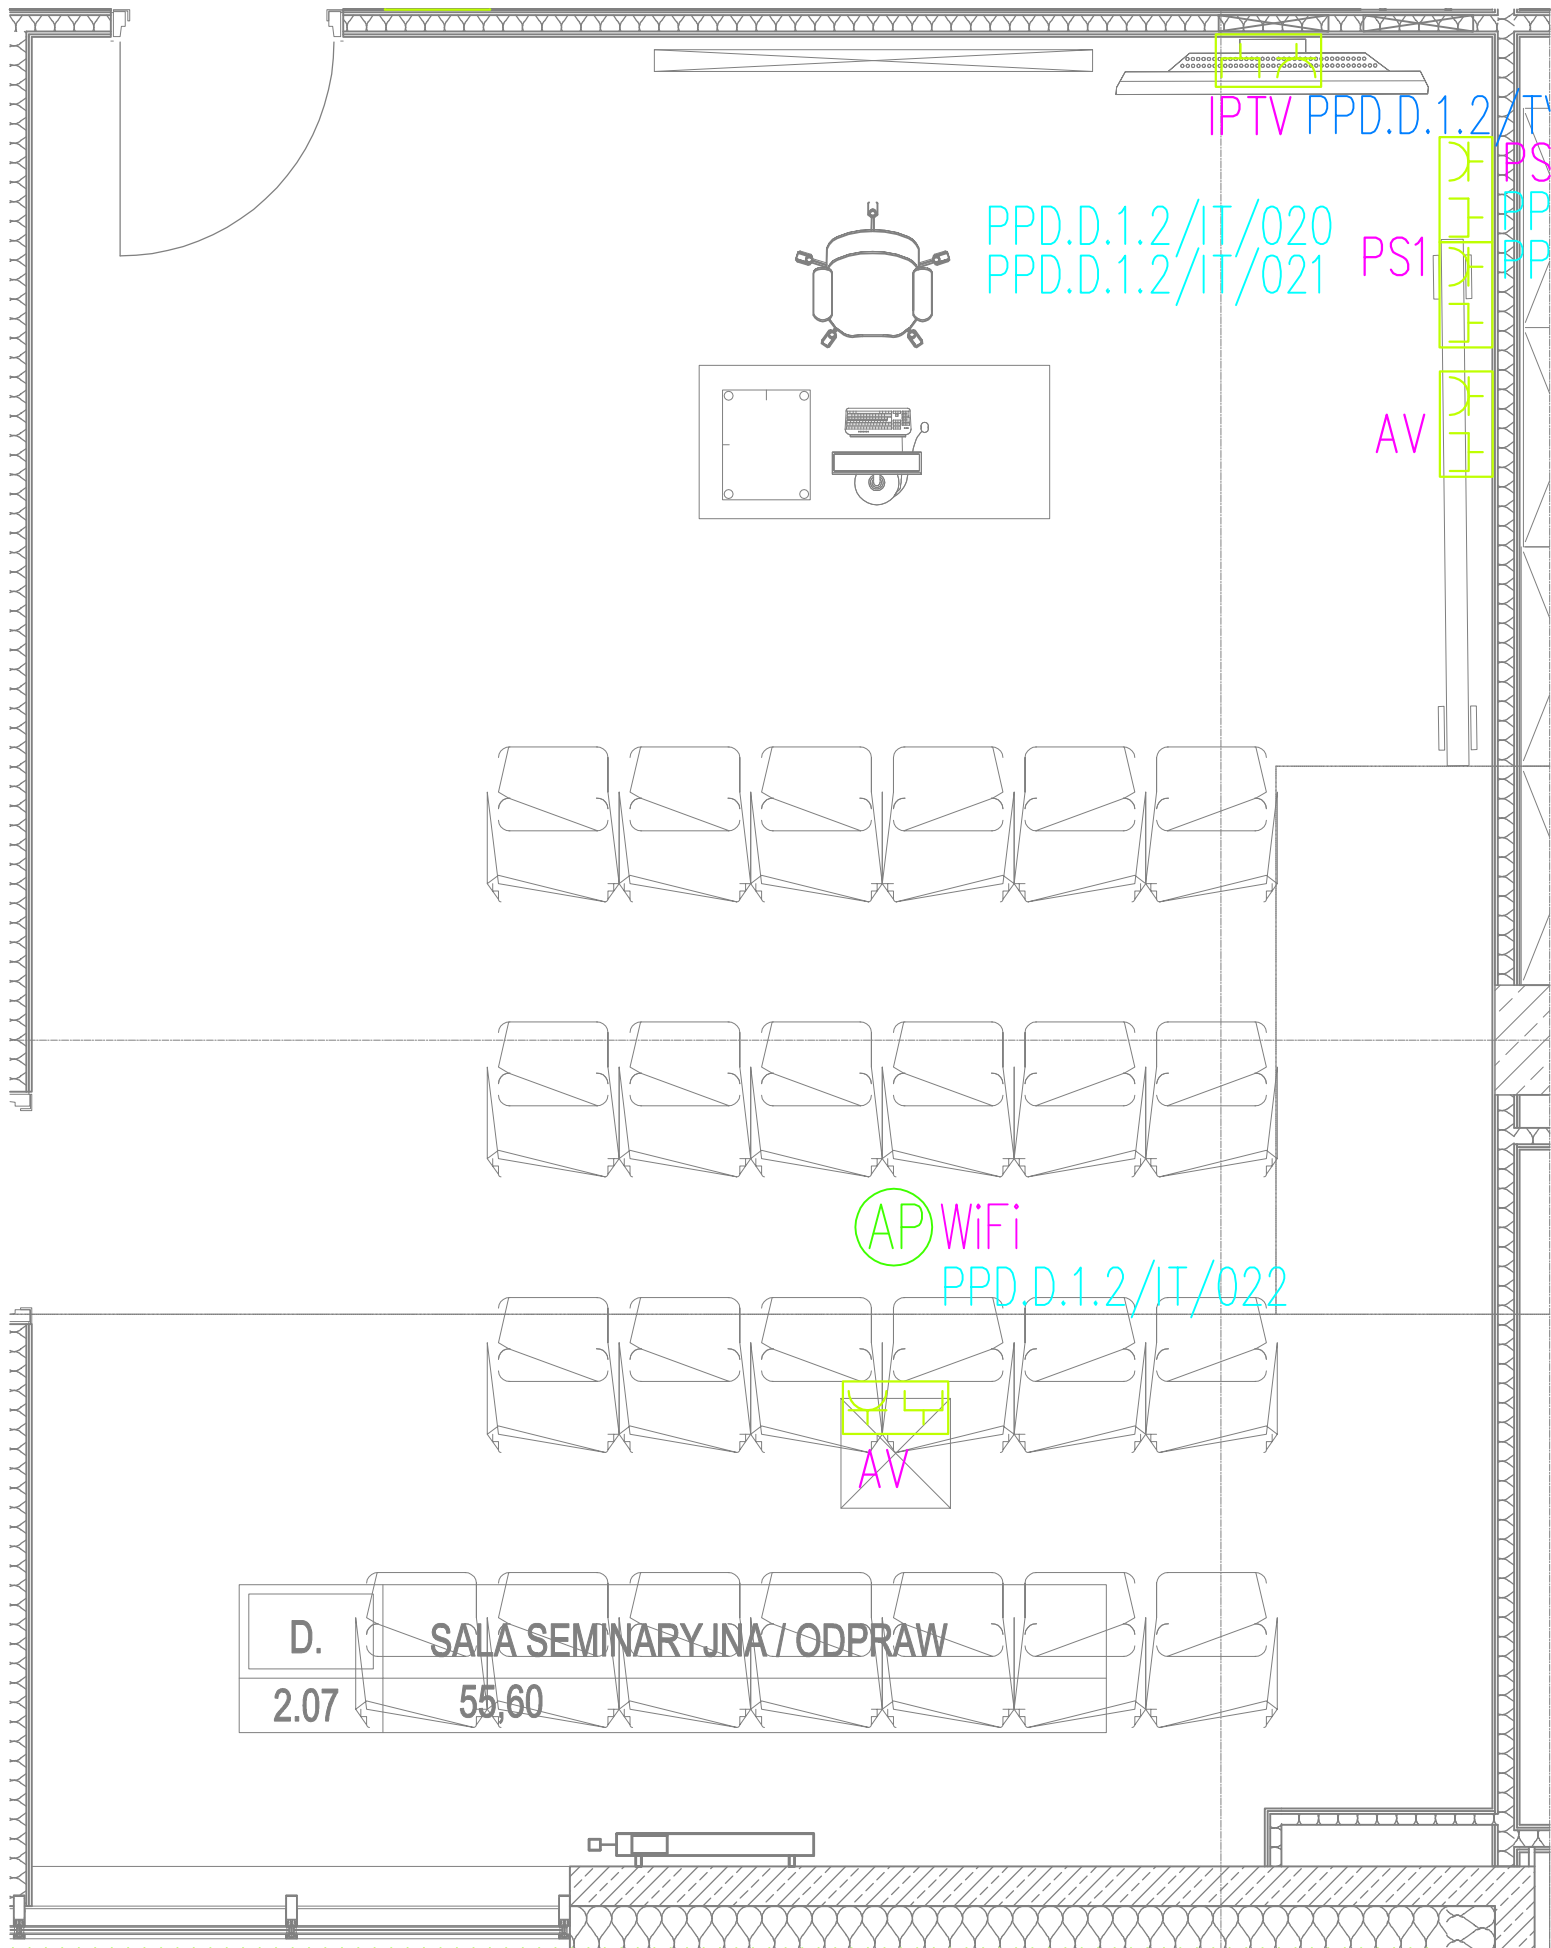 IPTV PPD.D.1.2/TV
PS
PPD.D.1.2/IT/020
PP
PS1
PPD.D.1.2/IT/021
PP
AV
AP WiFi
PPD.D.1.2/IT/022
AV
D. SALA SEMINARYJNA / ODPRAW
2.07 55,60